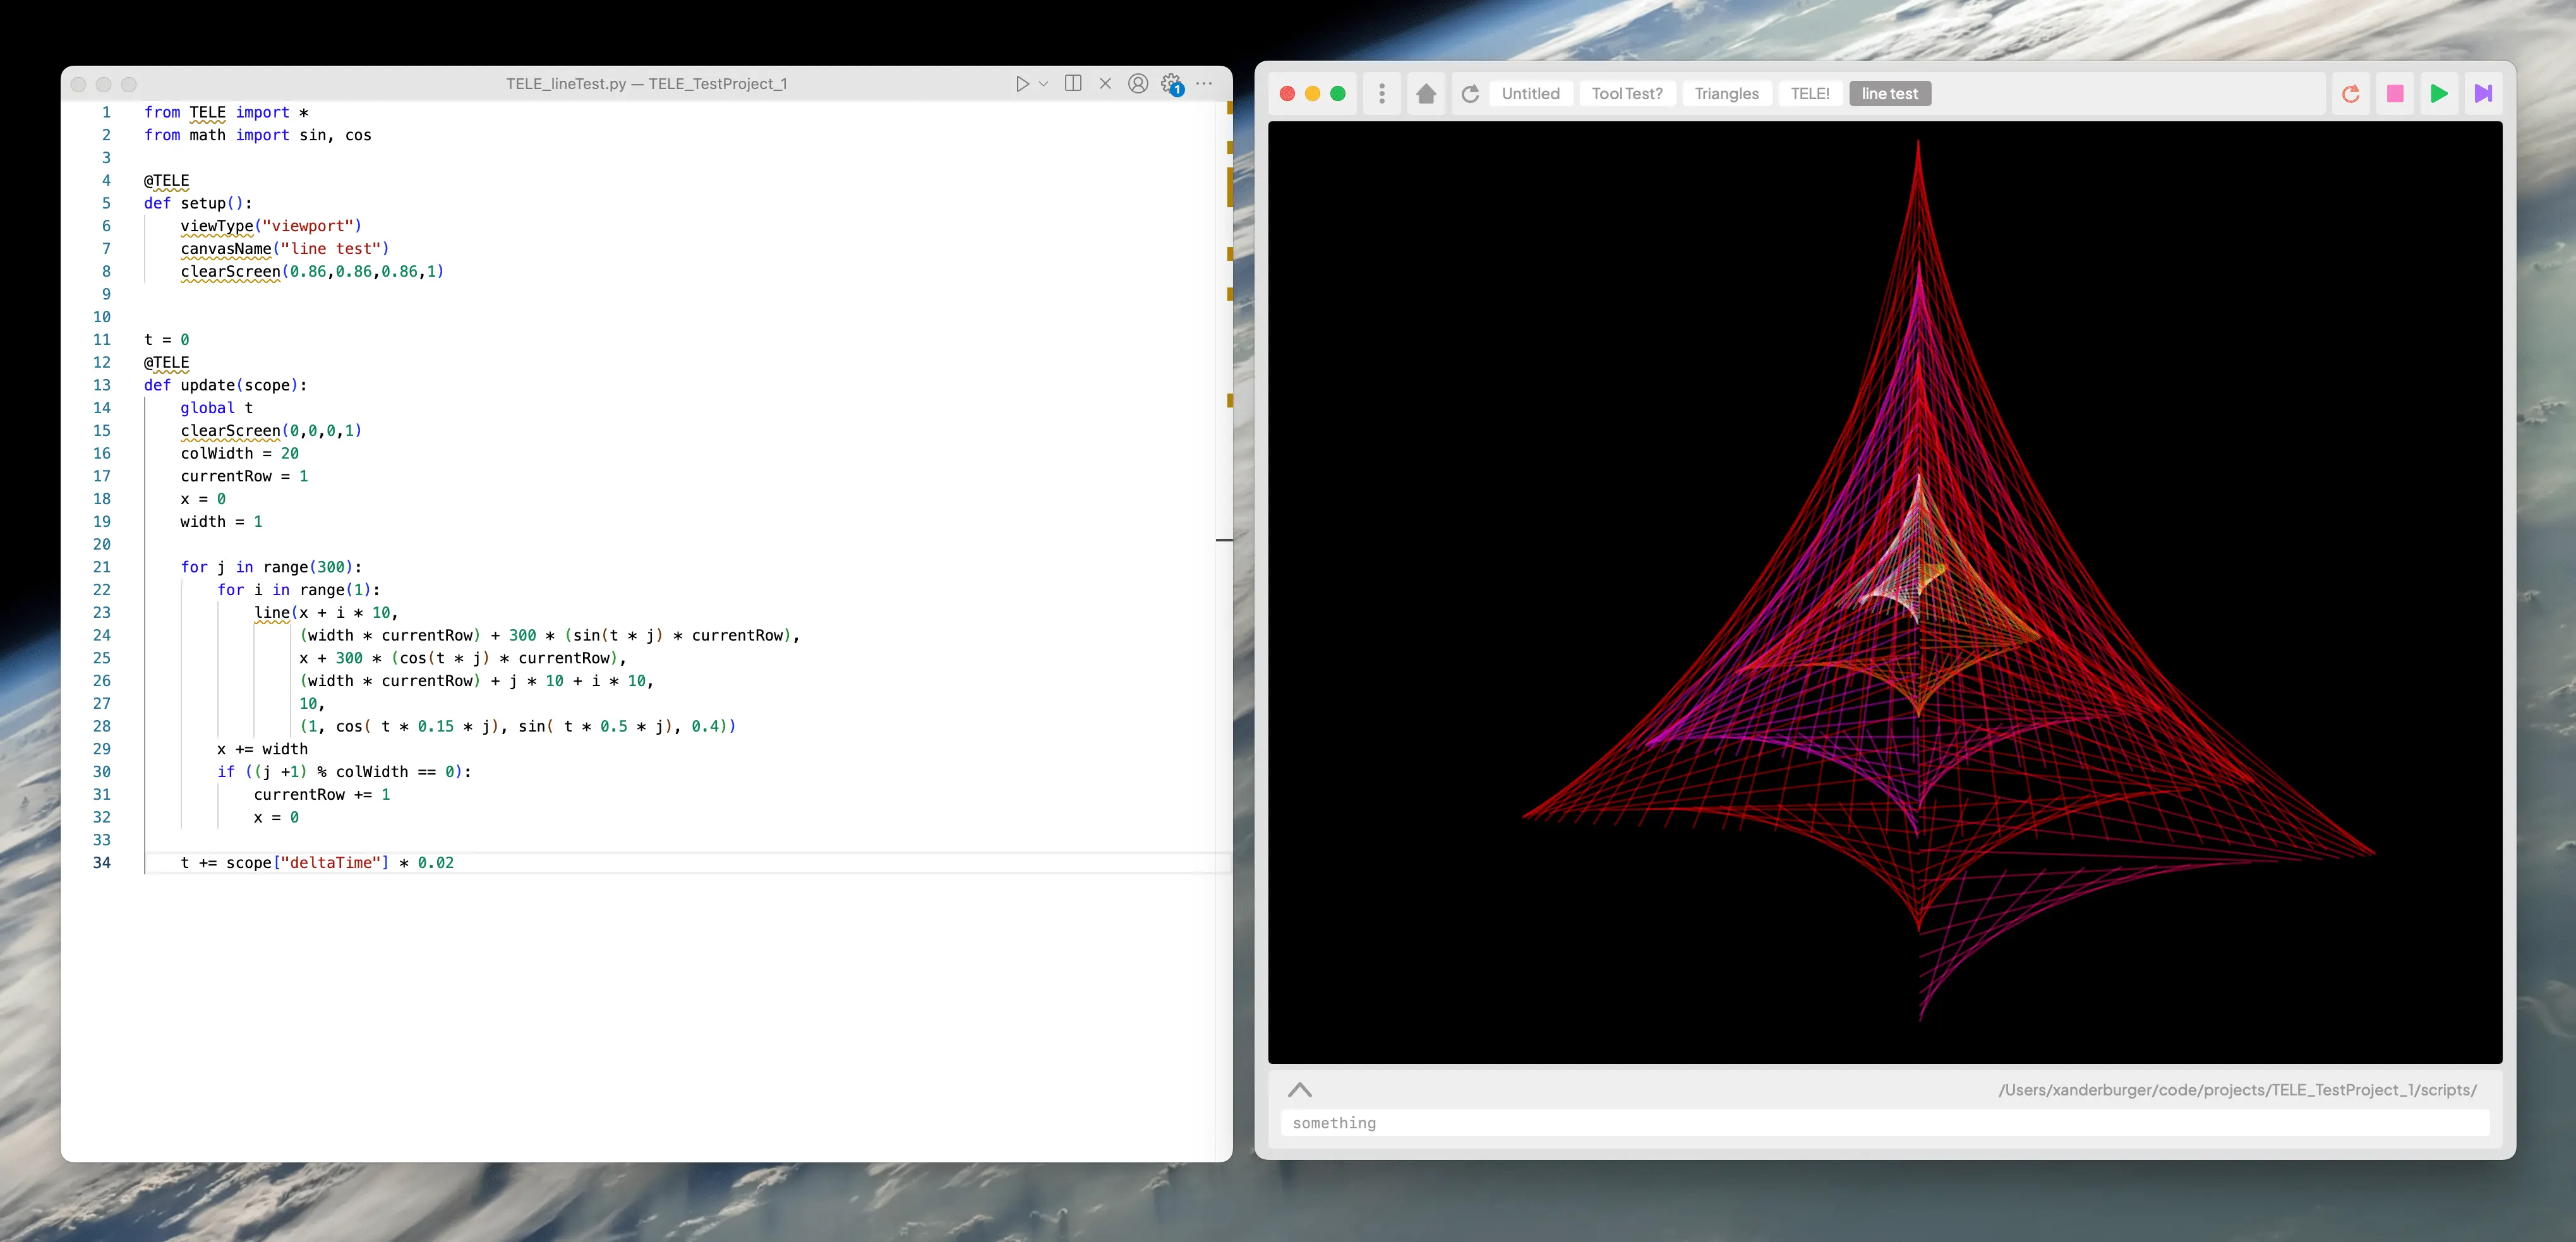 TELE_lineTest.py — TELE_TestProject_1
1
1 from TELE import *
2 from math import sin, cos
3
4 @TELE
5 def setup():
6     viewType("viewport")
7     canvasName("line test")
8     clearScreen(0.86,0.86,0.86,1)
9
10
11 t = 0
12 @TELE
13 def update(scope):
14     global t
15     clearScreen(0,0,0,1)
16     colWidth = 20
17     currentRow = 1
18     x = 0
19     width = 1
20
21     for j in range(300):
22         for i in range(1):
23             line(x + i * 10,
24                  (width * currentRow) + 300 * (sin(t * j) * currentRow),
25                  x + 300 * (cos(t * j) * currentRow),
26                  (width * currentRow) + j * 10 + i * 10,
27                  10,
28                  (1, cos( t * 0.15 * j), sin( t * 0.5 * j), 0.4))
29         x += width
30         if ((j +1) % colWidth == 0):
31             currentRow += 1
32             x = 0
33
34     t += scope["deltaTime"] * 0.02
Untitled Tool Test? Triangles TELE! line test
/Users/xanderburger/code/projects/TELE_TestProject_1/scripts/
something